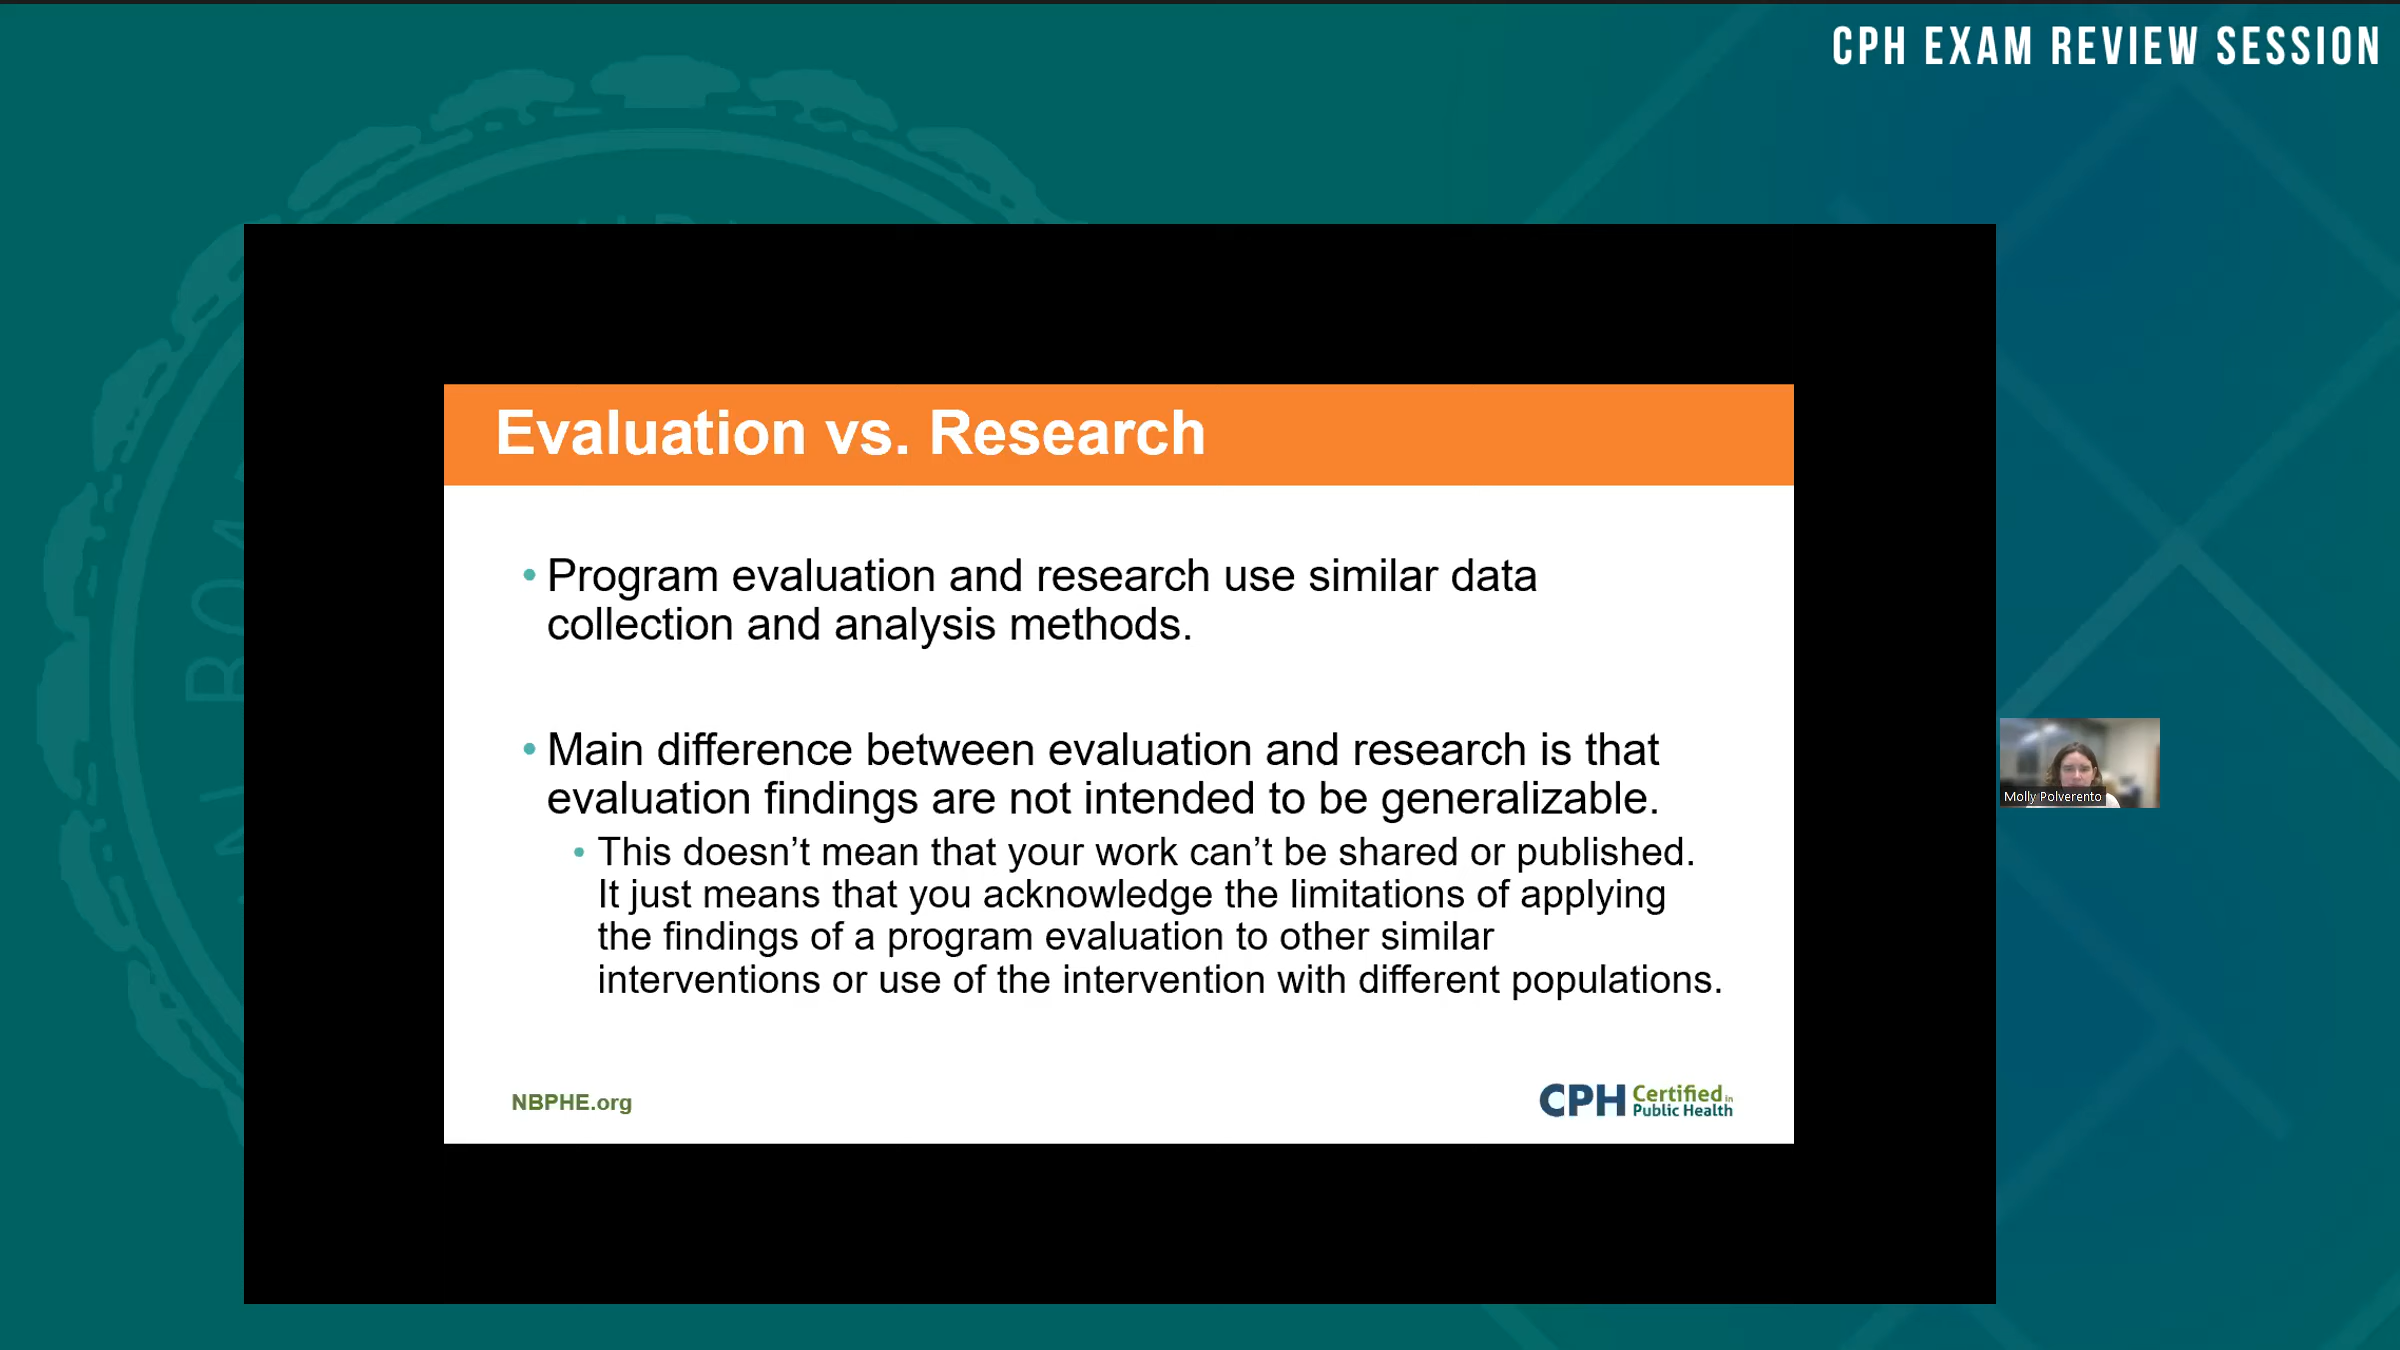 CPH EXAM REVIEW SESSION
Evaluation vs. Research
• Program evaluation and research use similar data
collection and analysis methods.
• Main difference between evaluation and research is that
evaluation findings are not intended to be generalizable.
• This doesn’t mean that your work can’t be shared or published.
It just means that you acknowledge the limitations of applying
the findings of a program evaluation to other similar
interventions or use of the intervention with different populations.
NBPHE.org
CPH Certified in
Public Health
Molly Polverento